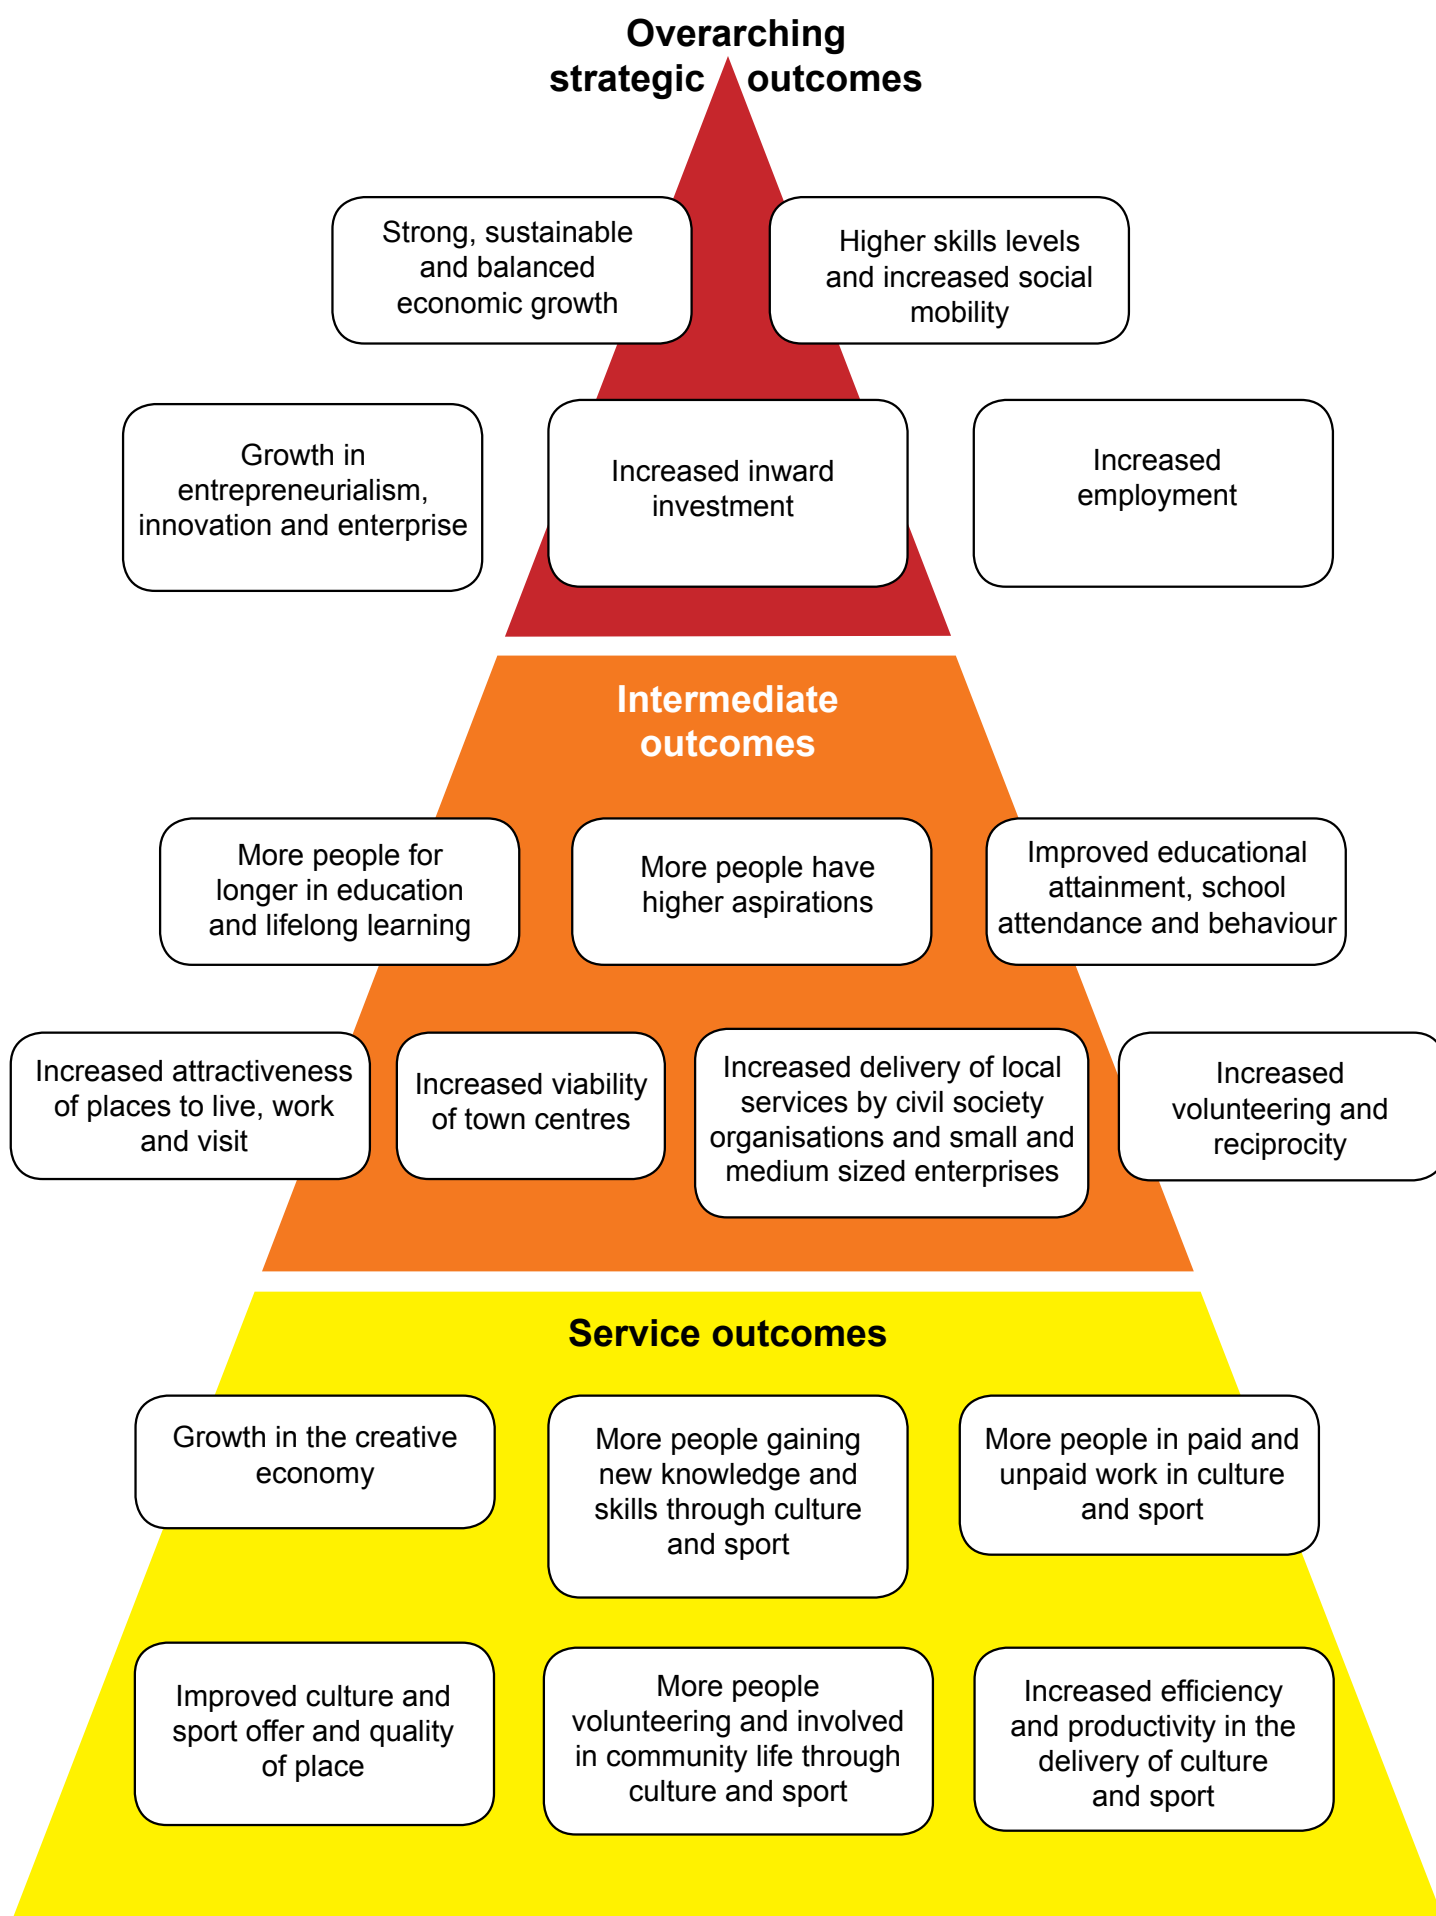 Overarching
strategic outcomes
Strong, sustainable
and balanced
economic growth
Higher skills levels
and increased social
mobility
Growth in
entrepreneurialism,
innovation and enterprise
Increased inward
investment
Increased
employment
Intermediate
outcomes
More people for
longer in education
and lifelong learning
More people have
higher aspirations
Improved educational
attainment, school
attendance and behaviour
Increased attractiveness
of places to live, work
and visit
Increased viability
of town centres
Increased delivery of local
services by civil society
organisations and small and
medium sized enterprises
Increased
volunteering and
reciprocity
Service outcomes
Growth in the creative
economy
More people gaining
new knowledge and
skills through culture
and sport
More people in paid and
unpaid work in culture
and sport
Improved culture and
sport offer and quality
of place
More people
volunteering and involved
in community life through
culture and sport
Increased efficiency
and productivity in the
delivery of culture
and sport